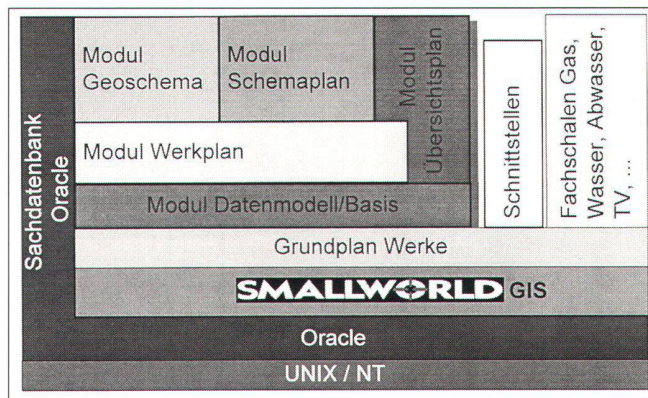 Sachdatenbank
Oracle
Modul
Geoschema
Modul
Schemaplan
Modul
Übersichtsplan
Modul Werkplan
Modul Datenmodell/Basis
Schnittstellen
Fachschalen Gas,
Wasser, Abwasser,
TV, ...
Grundplan Werke
SMALLWORLD GIS
Oracle
UNIX / NT